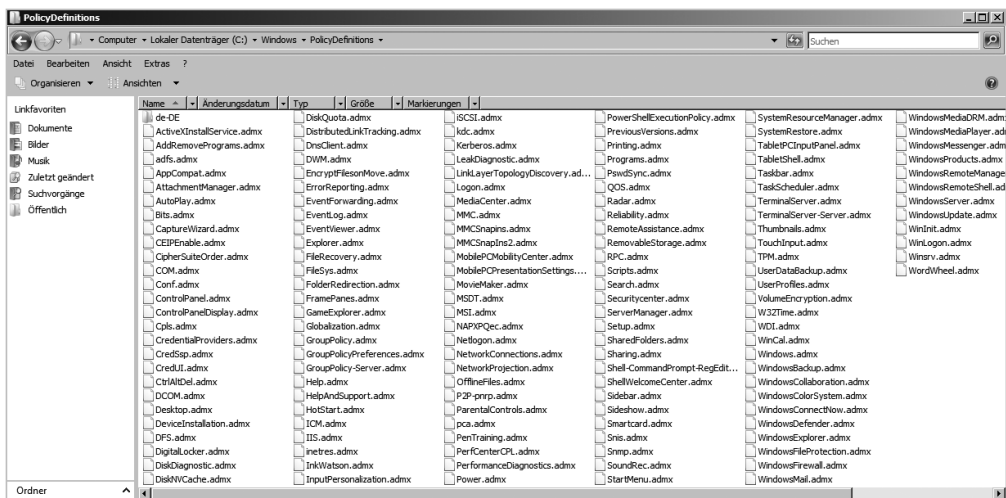 PolicyDefinitions
Computer Lokaler Datenträger (C:) Windows PolicyDefinitions
Suchen
Datei Bearbeiten Ansicht Extras ?
Organisieren Ansichten
Linkfavoriten
Dokumente
Bilder
Musik
Zuletzt geändert
Suchvorgänge
Öffentlich
Ordner
Name Änderungsdatum Typ Größe Markierungen
de-DE
ActiveXInstallService.admx
AddRemovePrograms.admx
adfs.admx
AppCompat.admx
AttachmentManager.admx
AutoPlay.admx
Bits.admx
CaptureWizard.admx
CEIPEnable.admx
CipherSuiteOrder.admx
COM.admx
Conf.admx
ControlPanel.admx
ControlPanelDisplay.admx
Cpls.admx
CredentialProviders.admx
CredSsp.admx
CredUI.admx
CtrlAltDel.admx
DCOM.admx
Desktop.admx
DeviceInstallation.admx
DFS.admx
DigitalLocker.admx
DiskDiagnostic.admx
DiskNVCache.admx
DiskQuota.admx
DistributedLinkTracking.admx
DnsClient.admx
DWM.admx
EncryptFilesonMove.admx
ErrorReporting.admx
EventForwarding.admx
EventLog.admx
EventViewer.admx
Explorer.admx
FileRecovery.admx
FileSys.admx
FolderRedirection.admx
FramePanes.admx
GameExplorer.admx
Globalization.admx
GroupPolicy.admx
GroupPolicyPreferences.admx
GroupPolicy-Server.admx
Help.admx
HelpAndSupport.admx
HotStart.admx
ICM.admx
IIS.admx
inetres.admx
InkWatson.admx
InputPersonalization.admx
iSCSI.admx
kdc.admx
Kerberos.admx
LeakDiagnostic.admx
LinkLayerTopologyDiscovery.ad...
Logon.admx
MediaCenter.admx
MMC.admx
MMCSnapins.admx
MMCSnapIns2.admx
MobilePCMobilityCenter.admx
MobilePCPresentationSettings....
MovieMaker.admx
MSDT.admx
MSI.admx
NAPXPQec.admx
Netlogon.admx
NetworkConnections.admx
NetworkProjection.admx
OfflineFiles.admx
P2P-pnrp.admx
ParentalControls.admx
pca.admx
PenTraining.admx
PerfCenterCPL.admx
PerformanceDiagnostics.admx
Power.admx
PowerShellExecutionPolicy.admx
PreviousVersions.admx
Printing.admx
Programs.admx
PswdSync.admx
QOS.admx
Radar.admx
Reliability.admx
RemoteAssistance.admx
RemovableStorage.admx
RPC.admx
Scripts.admx
Search.admx
Securitycenter.admx
ServerManager.admx
Setup.admx
SharedFolders.admx
Sharing.admx
Shell-CommandPrompt-RegEdit...
ShellWelcomeCenter.admx
Sidebar.admx
Sideshow.admx
Smartcard.admx
Snis.admx
Snmp.admx
SoundRec.admx
StartMenu.admx
SystemResourceManager.admx
SystemRestore.admx
TabletPCInputPanel.admx
TabletShell.admx
Taskbar.admx
TaskScheduler.admx
TerminalServer.admx
TerminalServer-Server.admx
Thumbnails.admx
TouchInput.admx
TPM.admx
UserDataBackup.admx
UserProfiles.admx
VolumeEncryption.admx
W32Time.admx
WDI.admx
WinCal.admx
Windows.admx
WindowsBackup.admx
WindowsCollaboration.admx
WindowsColorSystem.admx
WindowsConnectNow.admx
WindowsDefender.admx
WindowsExplorer.admx
WindowsFileProtection.admx
WindowsFirewall.admx
WindowsMail.admx
WindowsMediaDRM.adm
WindowsMediaPlayer.ad
WindowsMessenger.adm
WindowsProducts.admx
WindowsRemoteManage
WindowsRemoteShell.ad
WindowsServer.admx
WindowsUpdate.admx
WinInit.admx
WinLogon.admx
Winsrv.admx
WordWheel.admx